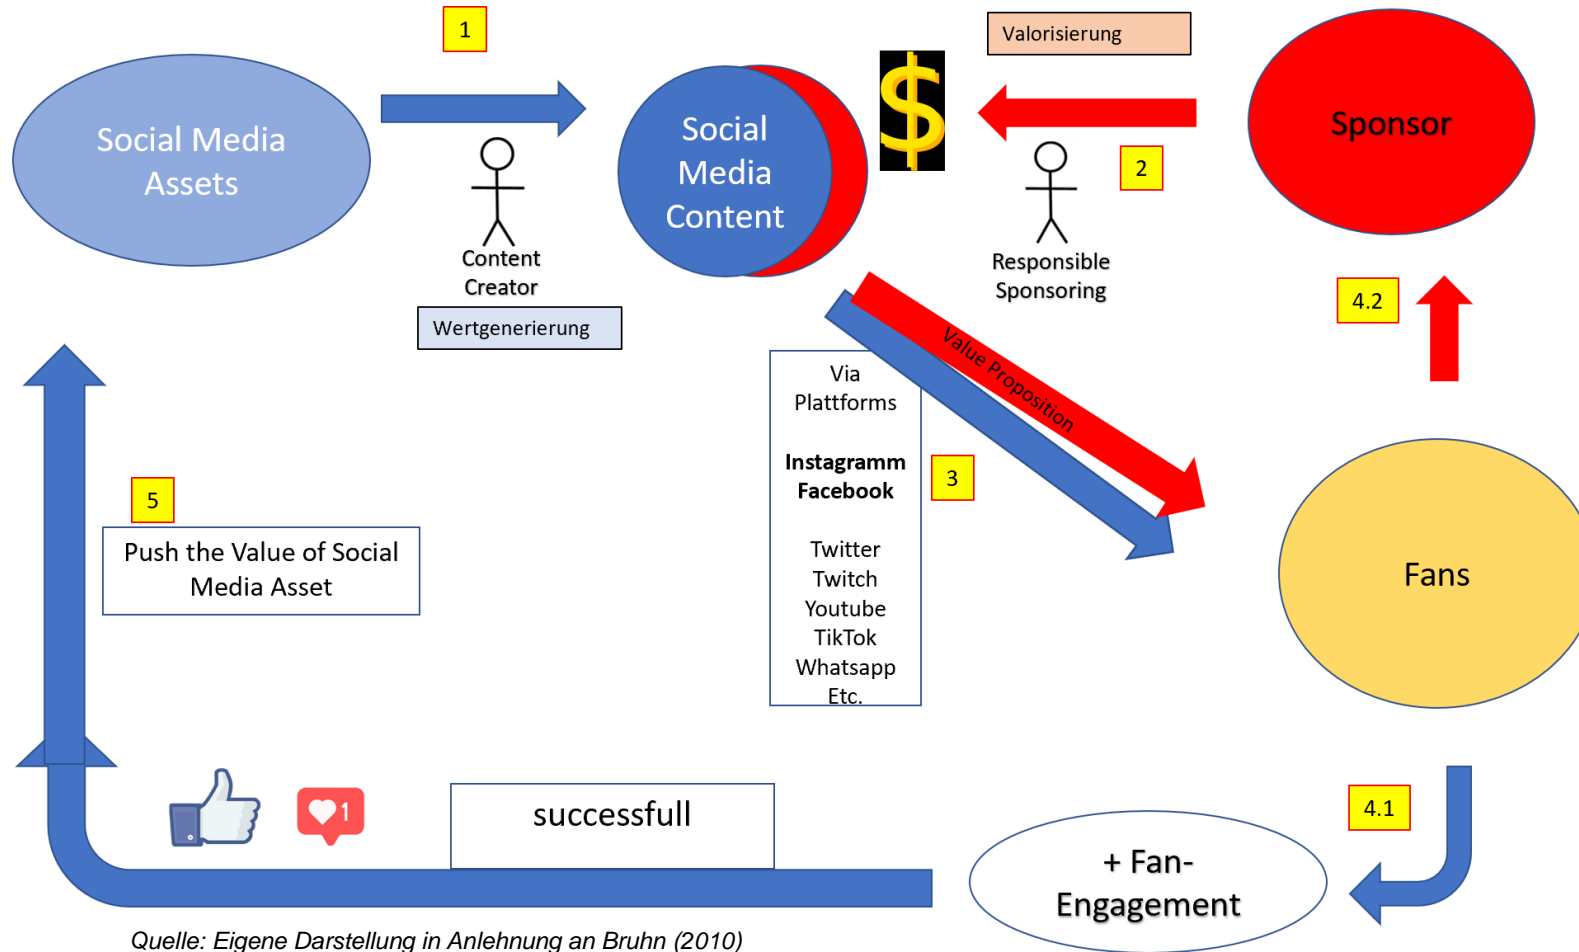 1
Social Media
Assets
Content
Creator
Wertgenerierung
Social
Media
Content
$
Valorisierung
2
Responsible
Sponsoring
Sponsor
4.2
Value Proposition
Via
Plattforms
Instagramm
Facebook
Twitter
Twitch
Youtube
TikTok
Whatsapp
Etc.
3
Fans
5
Push the Value of Social
Media Asset
1
successfull
4.1
+ Fan-
Engagement
Quelle: Eigene Darstellung in Anlehnung an Bruhn (2010)